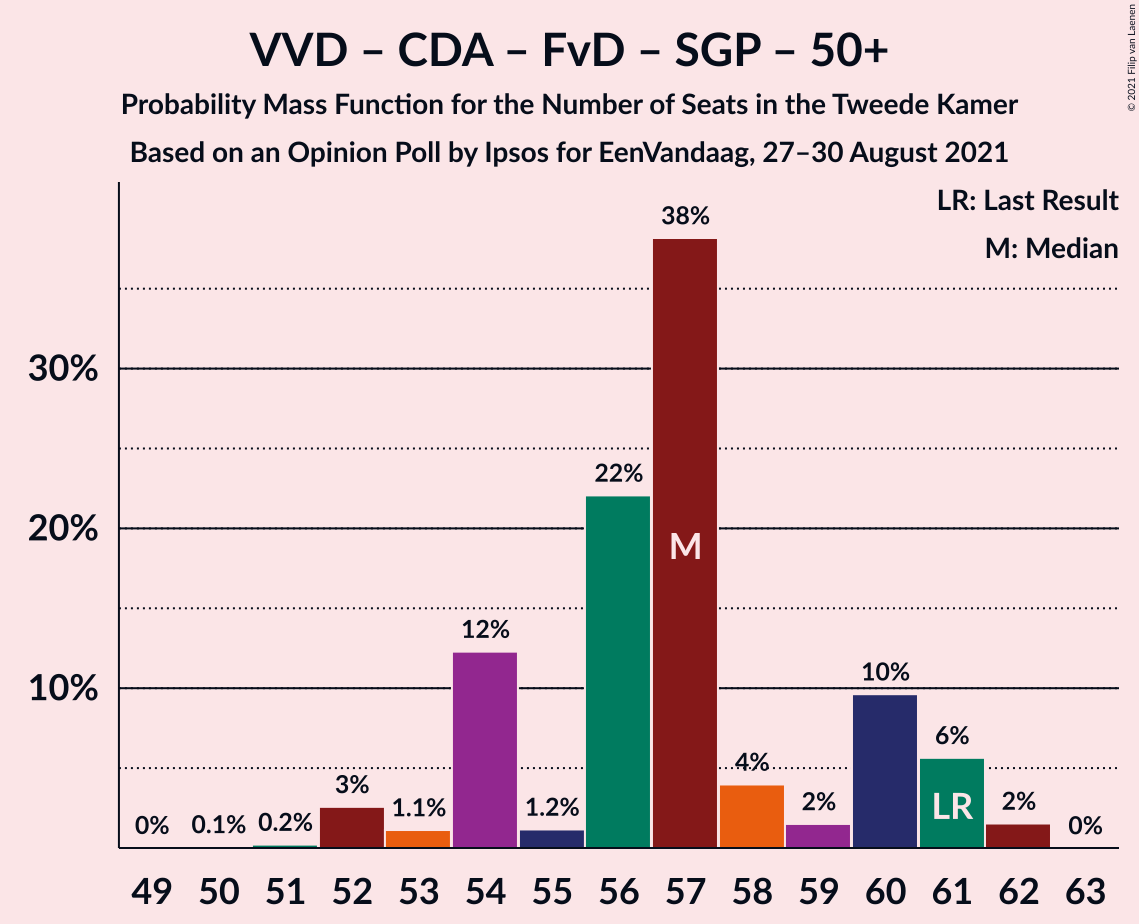 VVD – CDA – FvD – SGP – 50+
Probability Mass Function for the Number of Seats in the Tweede Kamer
Based on an Opinion Poll by Ipsos for EenVandaag, 27–30 August 2021
© 2021 Filip van Laenen
LR: Last Result
M: Median
30%
20%
10%
0%
0.1%
0.2%
3%
1.1%
12%
1.2%
22%
38%
M
4%
2%
10%
6%
LR
2%
0%
49 50 51 52 53 54 55 56 57 58 59 60 61 62 63